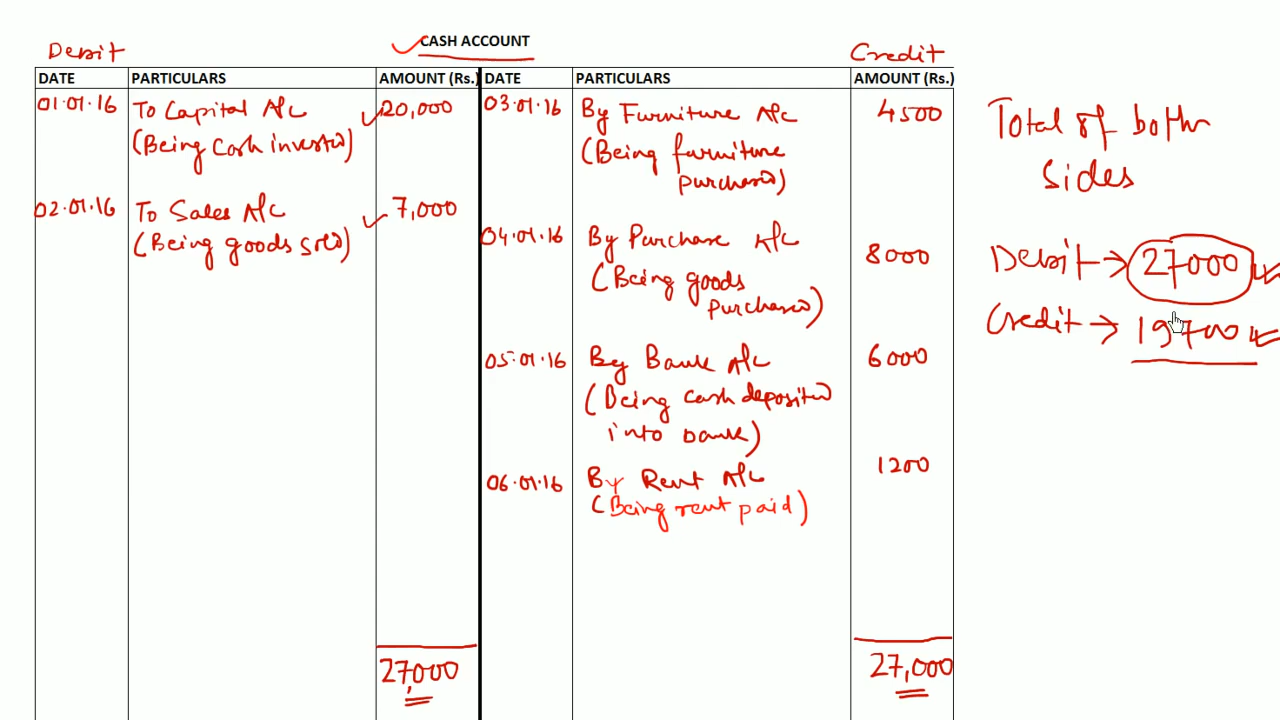 Debit
CASH ACCOUNT
Credit
DATE PARTICULARS AMOUNT (Rs.) DATE PARTICULARS AMOUNT (Rs.)
01.01.16 To Capital A/c 20,000
(Being Cash invested)
02.01.16 To Sales A/c 7,000
(Being goods sold)
27,000
03.01.16 By Furniture A/c 4500
(Being furniture
purchased)
04.01.16 By Purchase A/c 8000
(Being goods
purchased)
05.01.16 By Bank A/c 6000
(Being cash deposited
into bank)
06.01.16 By Rent A/c 1200
(Being rent paid)
27,000
Total of both
sides
Debit → 27000
Credit → 19700